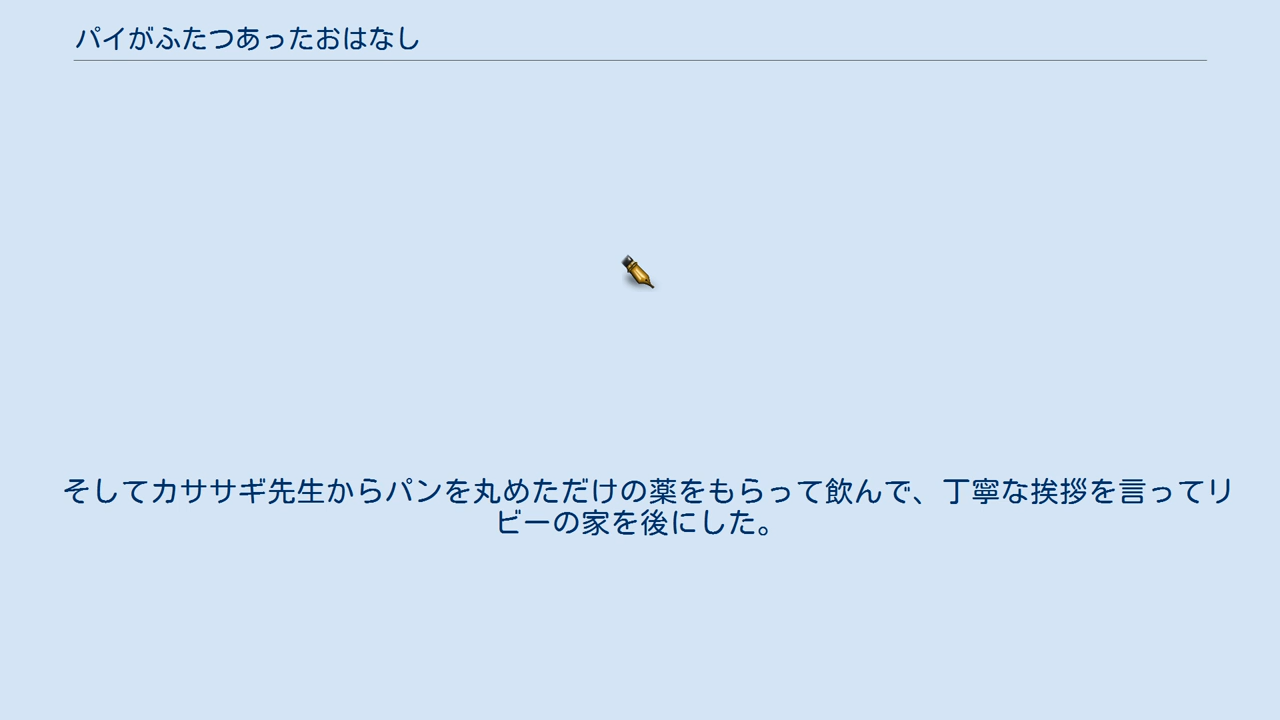 パイがふたつあったおはなし
そしてカササギ先生からパンを丸めただけの薬をもらって飲んで、丁寧な挨拶を言ってリ
ビーの家を後にした。